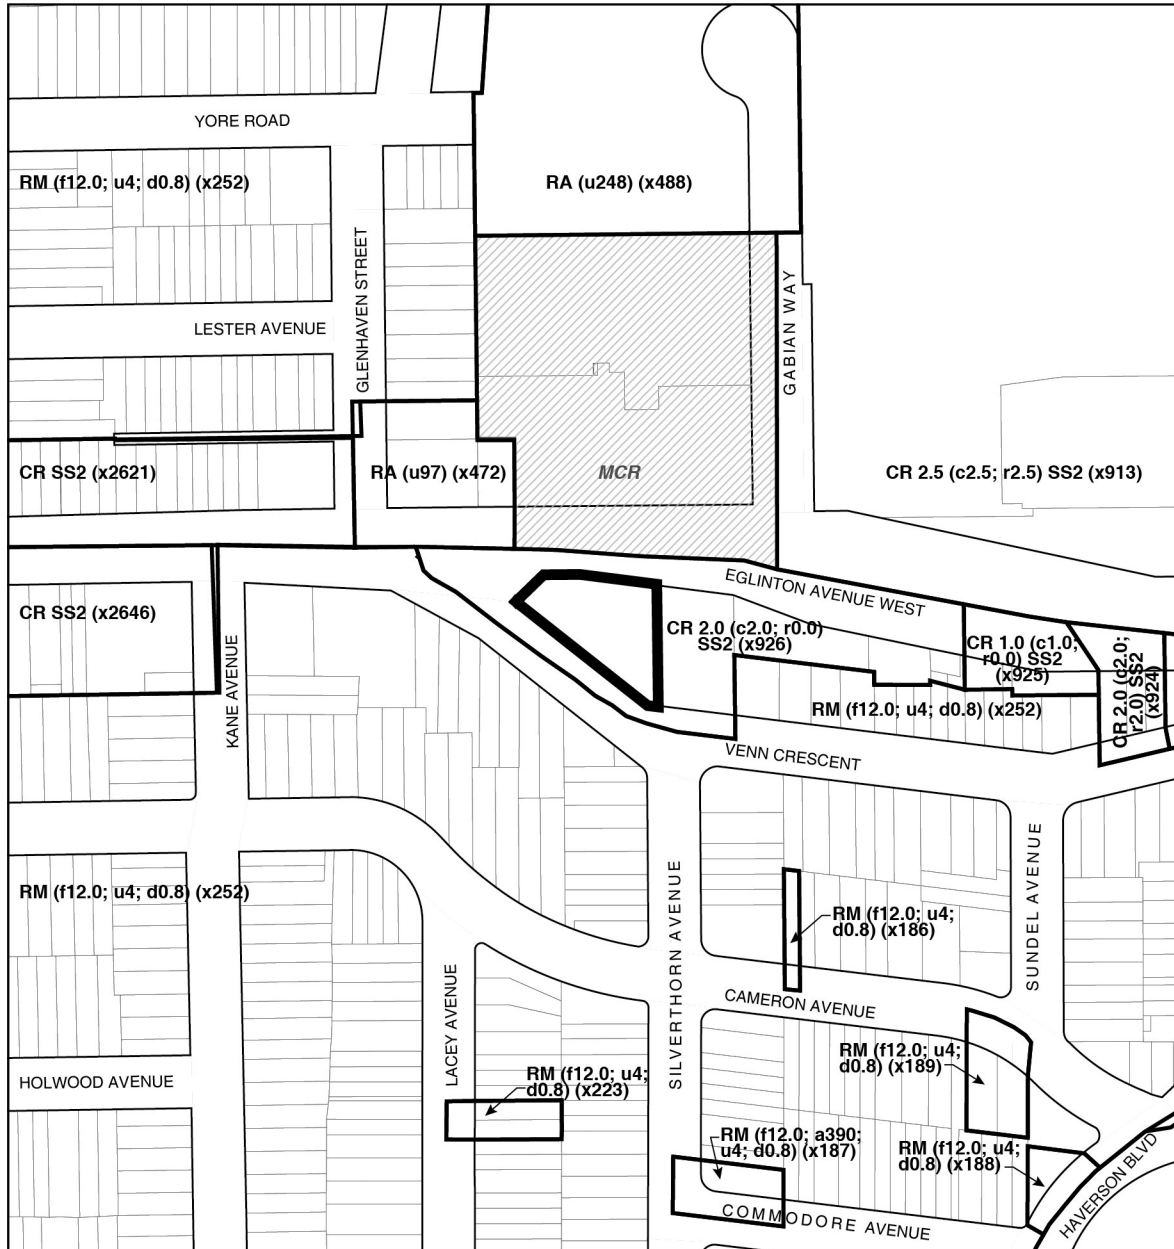 YORE ROAD
RM (f12.0; u4; d0.8) (x252)
RA (u248) (x488)
GLENHAVEN STREET
LESTER AVENUE
GABIAN WAY
CR SS2 (x2621)
RA (u97) (x472)
MCR
CR 2.5 (c2.5; r2.5) SS2 (x913)
EGLINTON AVENUE WEST
CR SS2 (x2646)
KANE AVENUE
CR 2.0 (c2.0; r0.0)
SS2 (x926)
CR 1.0 (c1.0;
r0.0) SS2
(x925)
CR 2.0 (c2.0;
r2.0) SS2
(x924)
RM (f12.0; u4; d0.8) (x252)
VENN CRESCENT
RM (f12.0; u4; d0.8) (x252)
SILVERTHORN AVENUE
SUNDEL AVENUE
RM (f12.0; u4;
d0.8) (x186)
LACEY AVENUE
CAMERON AVENUE
RM (f12.0; u4;
d0.8) (x189)
HOLWOOD AVENUE
RM (f12.0; u4;
d0.8) (x223)
RM (f12.0; a390;
u4; d0.8) (x187)
RM (f12.0; u4;
d0.8) (x188)
HAVERSON BLVD
COMMODORE AVENUE